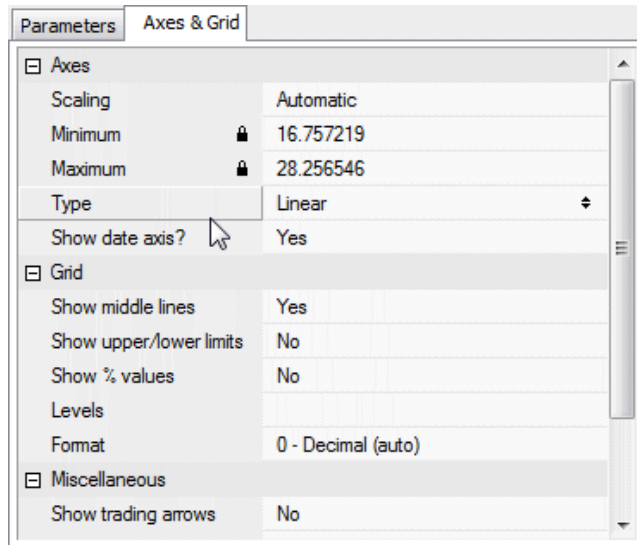 Parameters Axes & Grid
Axes
Scaling Automatic
Minimum 16.757219
Maximum 28.256546
Type Linear
Show date axis? Yes
Grid
Show middle lines Yes
Show upper/lower limits No
Show % values No
Levels
Format 0 - Decimal (auto)
Miscellaneous
Show trading arrows No